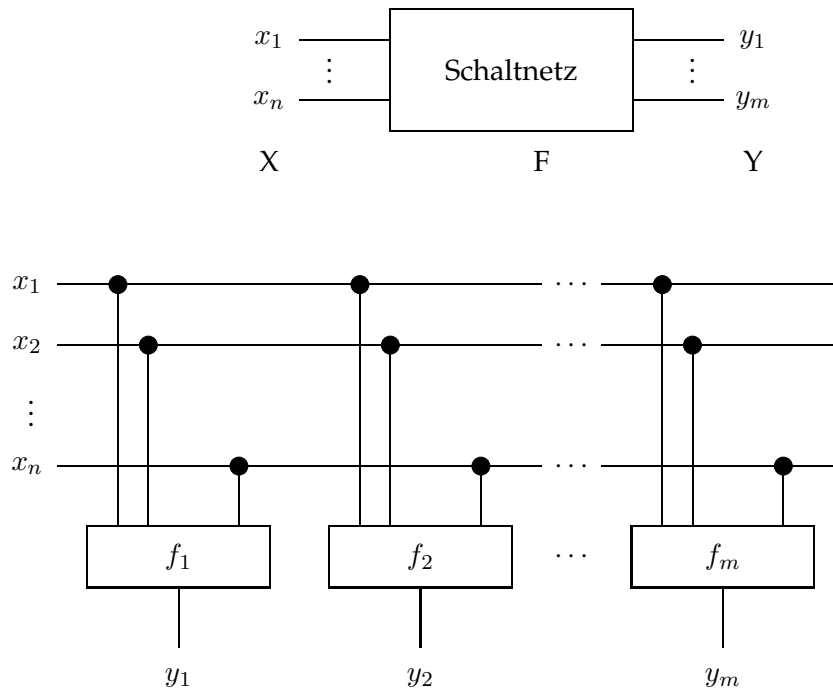 x₁ Schaltnetz y₁
⋮ ⋮
xₙ yₘ
X F Y
x₁ ···
x₂ ···
⋮
xₙ ···
f₁ f₂ ··· fₘ
y₁ y₂ yₘ